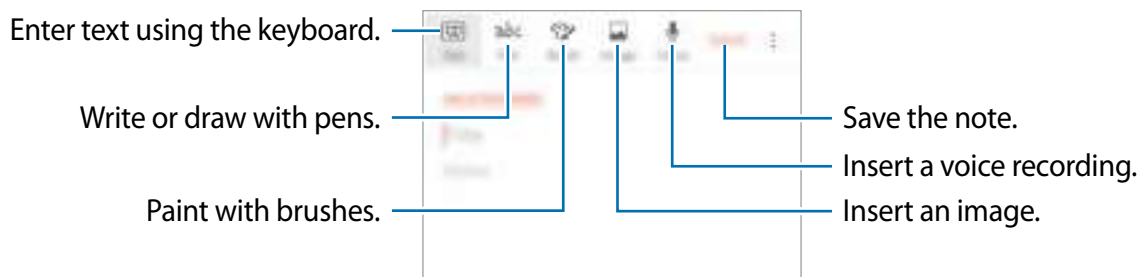 Enter text using the keyboard.
abc
Write or draw with pens.
Save the note.
Insert a voice recording.
Paint with brushes.
Insert an image.